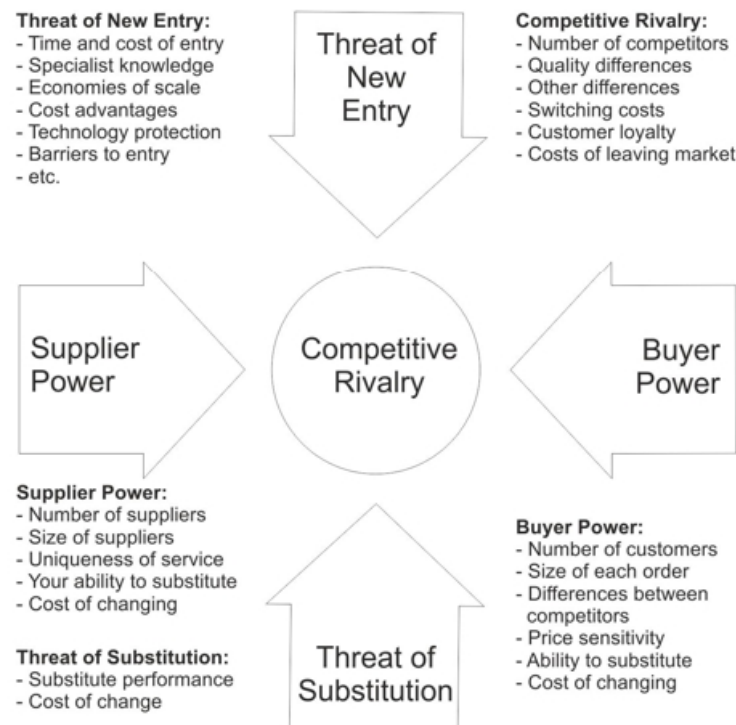 Threat of New Entry:
- Time and cost of entry
- Specialist knowledge
- Economies of scale
- Cost advantages
- Technology protection
- Barriers to entry
- etc.
Threat of
New
Entry
Competitive Rivalry:
- Number of competitors
- Quality differences
- Other differences
- Switching costs
- Customer loyalty
- Costs of leaving market
Supplier
Power
Competitive
Rivalry
Buyer
Power
Supplier Power:
- Number of suppliers
- Size of suppliers
- Uniqueness of service
- Your ability to substitute
- Cost of changing
Threat of Substitution:
- Substitute performance
- Cost of change
Threat of
Substitution
Buyer Power:
- Number of customers
- Size of each order
- Differences between
competitors
- Price sensitivity
- Ability to substitute
- Cost of changing